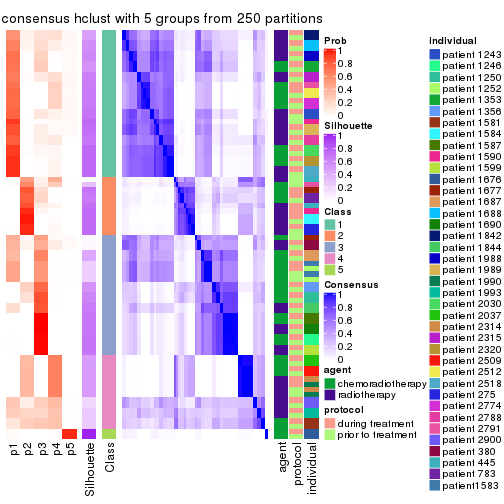 consensus hclust with 5 groups from 250 partitions
Prob
1
0.8
0.6
0.4
0.2
0
Silhouette
1
0.8
0.6
0.4
0.2
0
Class
1
2
3
4
5
Consensus
1
0.8
0.6
0.4
0.2
0
agent
chemoradiotherapy
radiotherapy
protocol
during treatment
prior to treatment
individual
patient 1243
patient 1246
patient 1250
patient 1252
patient 1353
patient 1356
patient 1581
patient 1584
patient 1587
patient 1590
patient 1599
patient 1676
patient 1677
patient 1687
patient 1688
patient 1690
patient 1842
patient 1844
patient 1988
patient 1989
patient 1990
patient 1993
patient 2030
patient 2037
patient 2314
patient 2315
patient 2320
patient 2509
patient 2512
patient 2518
patient 275
patient 2774
patient 2788
patient 2791
patient 2900
patient 380
patient 445
patient 783
patient1583
p1
p2
p3
p4
p5
Silhouette
Class
agent
protocol
individual